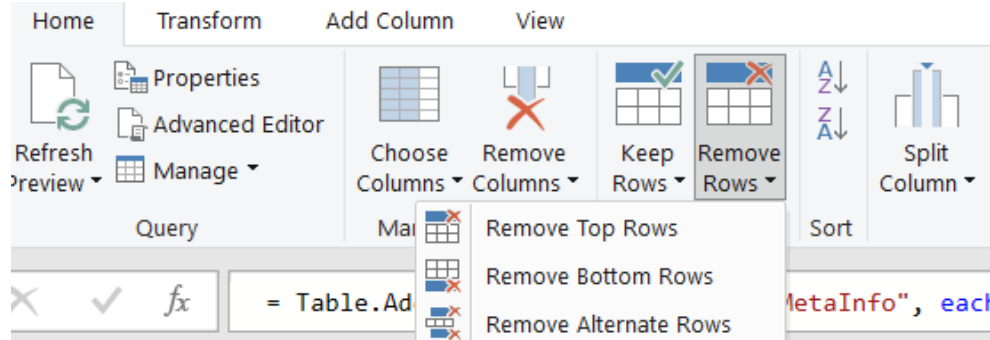 Home Transform Add Column View
Properties
Advanced Editor
Manage
Refresh
Preview
Choose
Columns
Remove
Columns
Keep
Rows
Remove
Rows
A
Z
Z
A
Split
Column
Query
Sort
Remove Top Rows
Remove Bottom Rows
Remove Alternate Rows
fx
= Table.Ad
MetaInfo", each